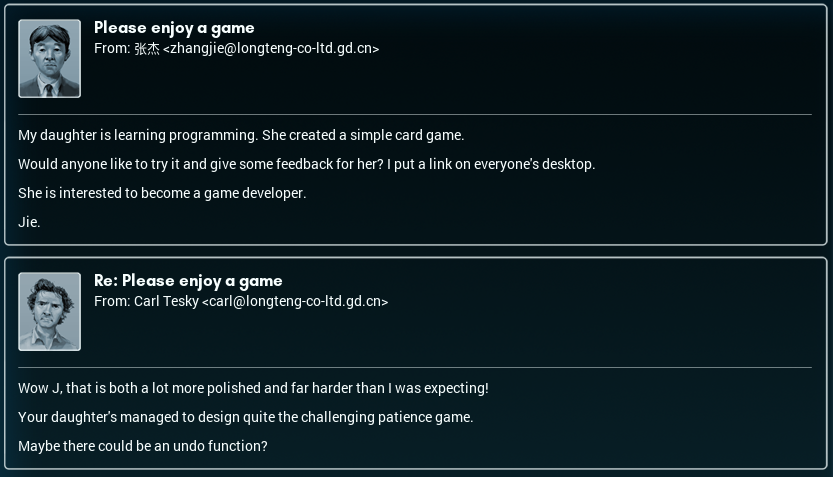 Please enjoy a game
From: 张杰 <zhangjie@longteng-co-ltd.gd.cn>
My daughter is learning programming. She created a simple card game.
Would anyone like to try it and give some feedback for her? I put a link on everyone's desktop.
She is interested to become a game developer.
Jie.
Re: Please enjoy a game
From: Carl Tesky <carl@longteng-co-ltd.gd.cn>
Wow J, that is both a lot more polished and far harder than I was expecting!
Your daughter's managed to design quite the challenging patience game.
Maybe there could be an undo function?